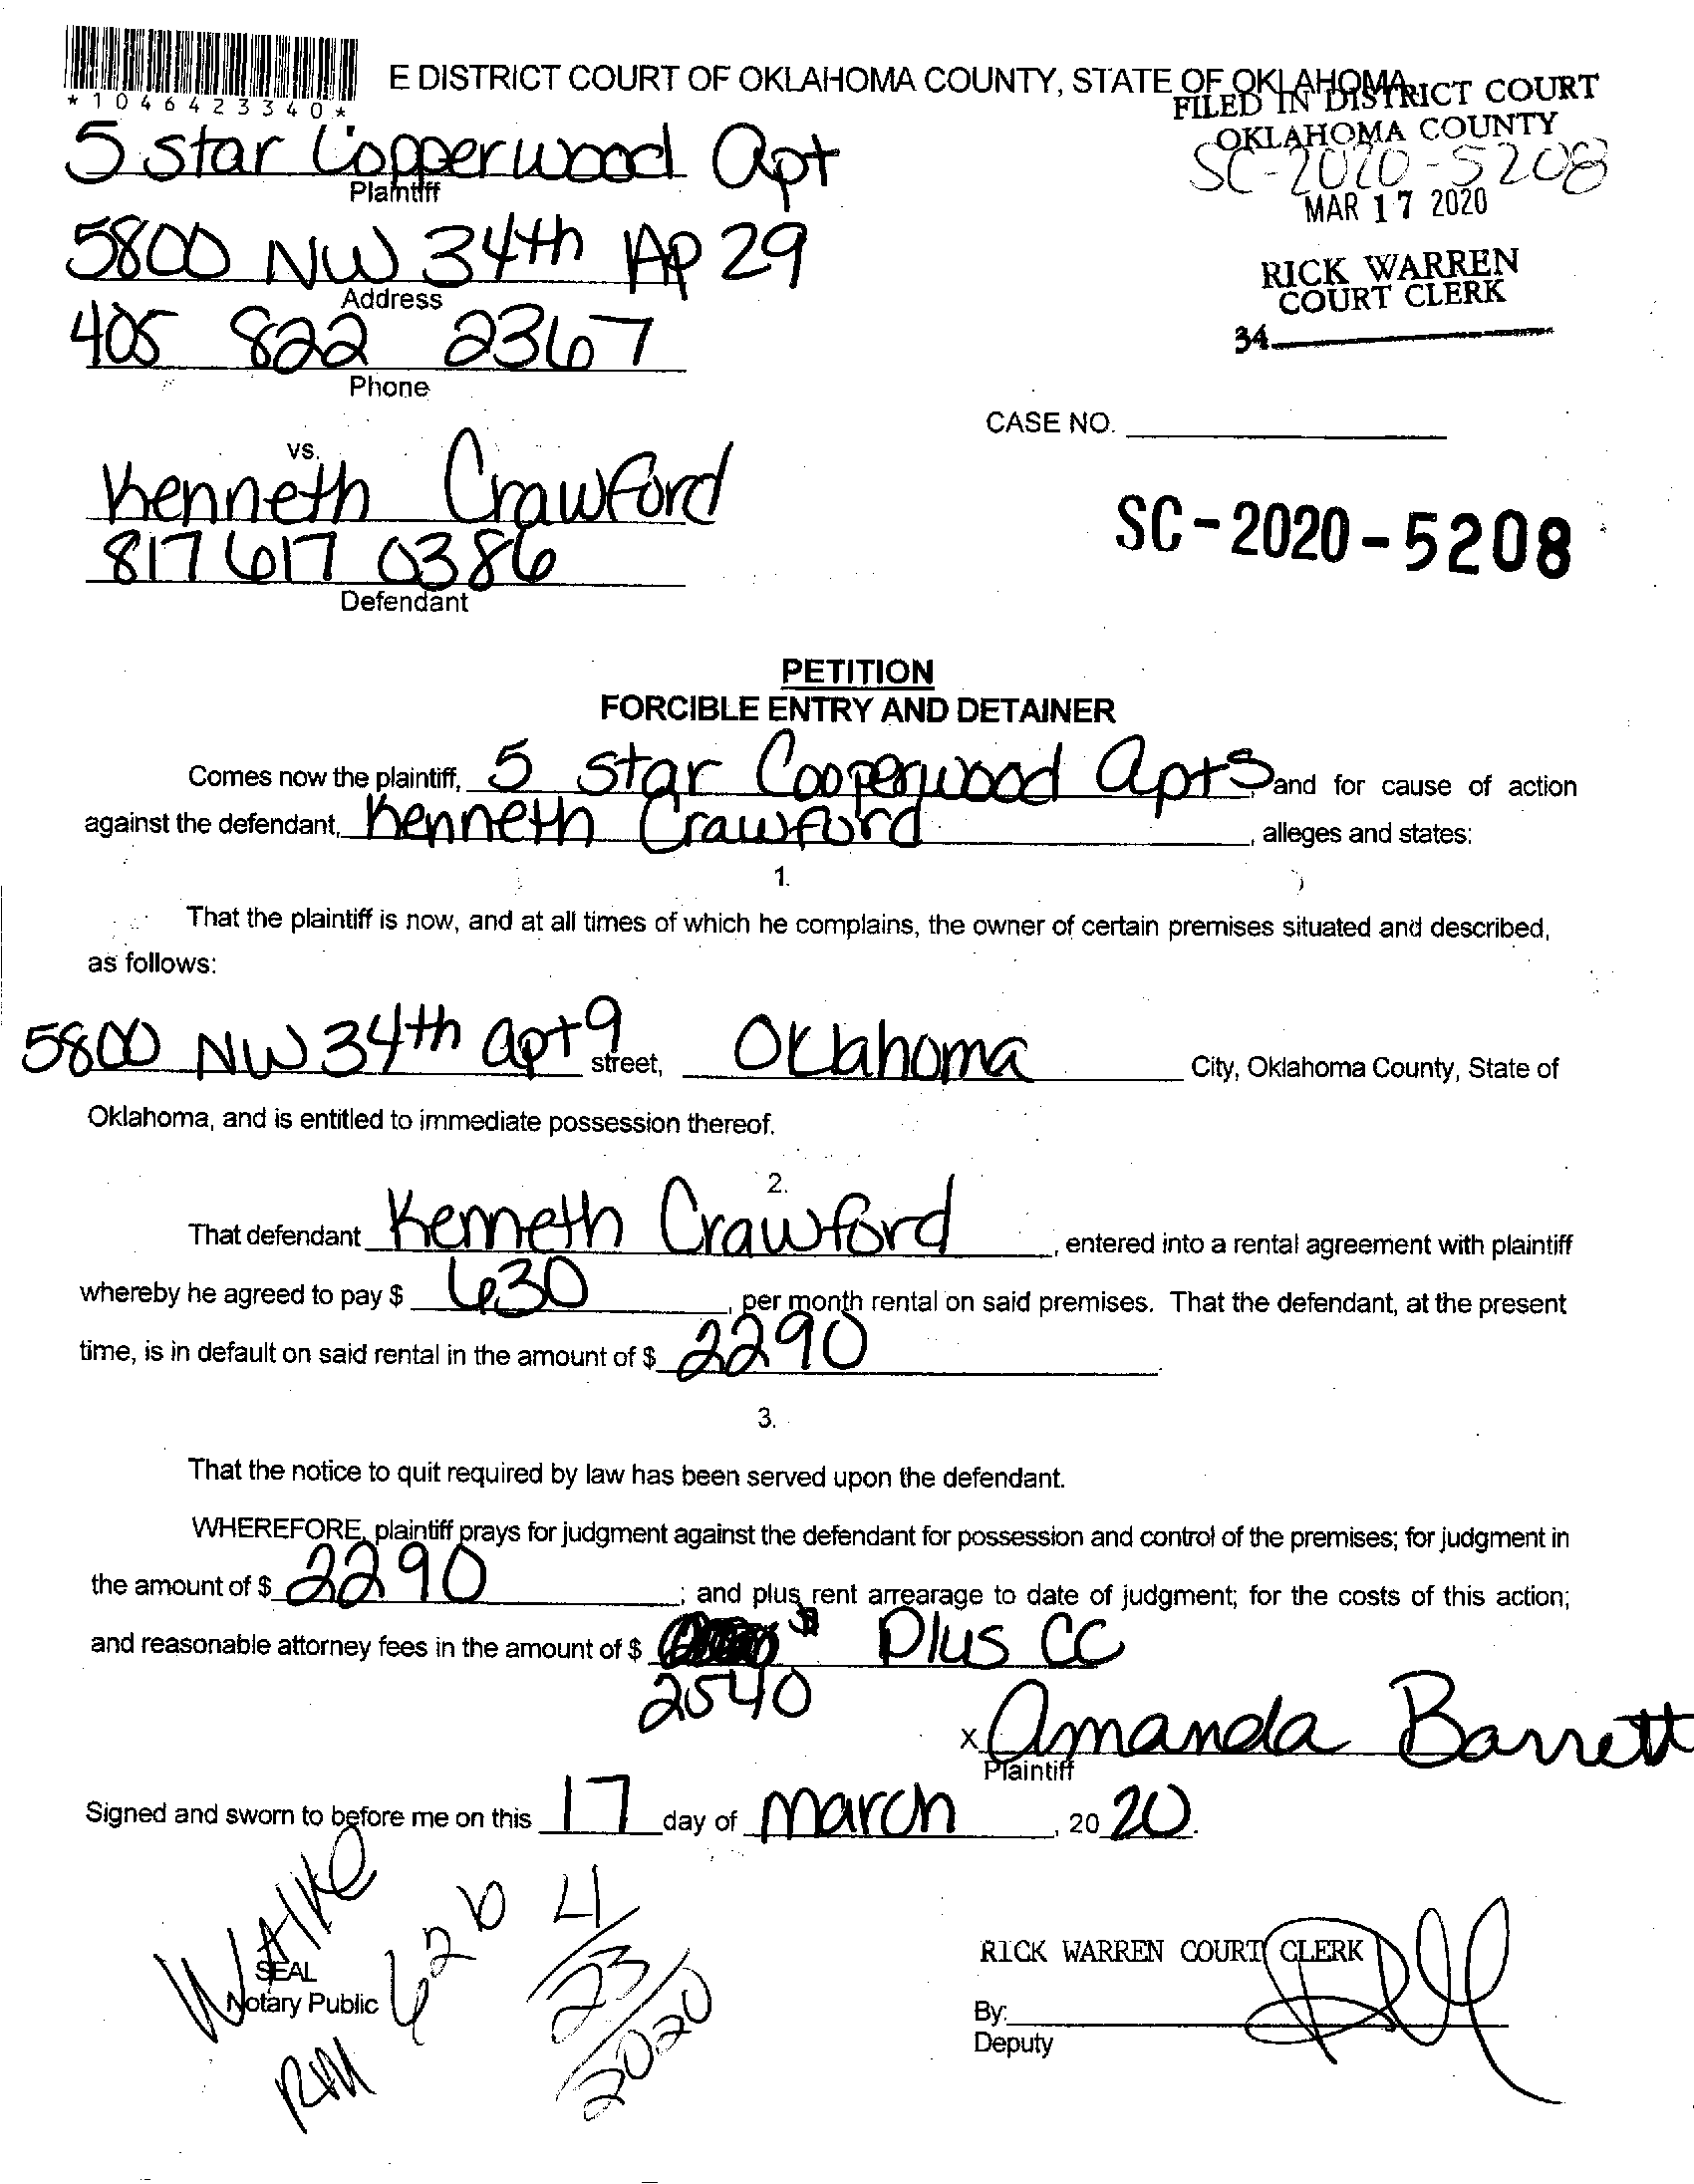 *1046423340*
E DISTRICT COURT OF OKLAHOMA COUNTY, STATE OF OKLAHOMA
FILED IN DISTRICT COURT
OKLAHOMA COUNTY
SC-2020-5208
MAR 17 2020
RICK WARREN
COURT CLERK
34
5 star Copperwood Apt
Plaintiff
5800 NW 34th AP 29
Address
405 822 2367
Phone
CASE NO.
vs.
Kenneth Crawford
817 617 0386
Defendant
SC-2020-5208
PETITION
FORCIBLE ENTRY AND DETAINER
Comes now the plaintiff, 5 star Cooperwood Apts, and for cause of action
against the defendant, Kenneth Crawford, alleges and states:
1.
That the plaintiff is now, and at all times of which he complains, the owner of certain premises situated and described,
as follows:
5800 NW 34th apt 9 street, Oklahoma City, Oklahoma County, State of
Oklahoma, and is entitled to immediate possession thereof.
2.
That defendant Kenneth Crawford, entered into a rental agreement with plaintiff
whereby he agreed to pay $ 630, per month rental on said premises. That the defendant, at the present
time, is in default on said rental in the amount of $ 2290.
3.
That the notice to quit required by law has been served upon the defendant.
WHEREFORE, plaintiff prays for judgment against the defendant for possession and control of the premises; for judgment in
the amount of $ 2290; and plus rent arrearage to date of judgment; for the costs of this action;
and reasonable attorney fees in the amount of $ Plus CC
2540
x Amanda Barrett
Plaintiff
Signed and sworn to before me on this 17 day of March, 20 20.
SEAL
Notary Public
RM 626
4/23/2020
RICK WARREN COURT CLERK
By:
Deputy